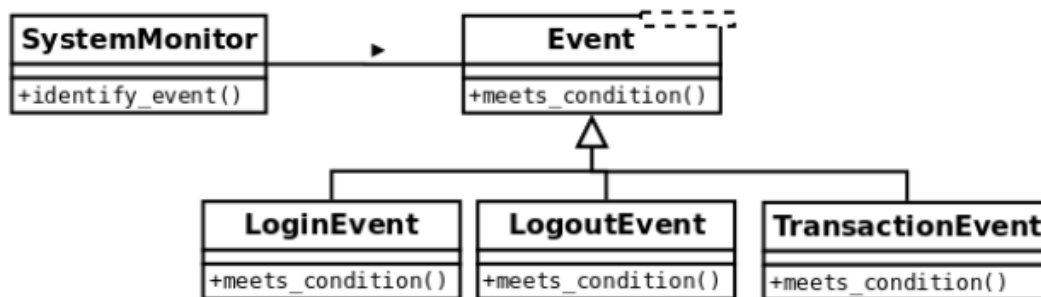 SystemMonitor
+identify_event()
Event
+meets_condition()
LoginEvent
+meets_condition()
LogoutEvent
+meets_condition()
TransactionEvent
+meets_condition()